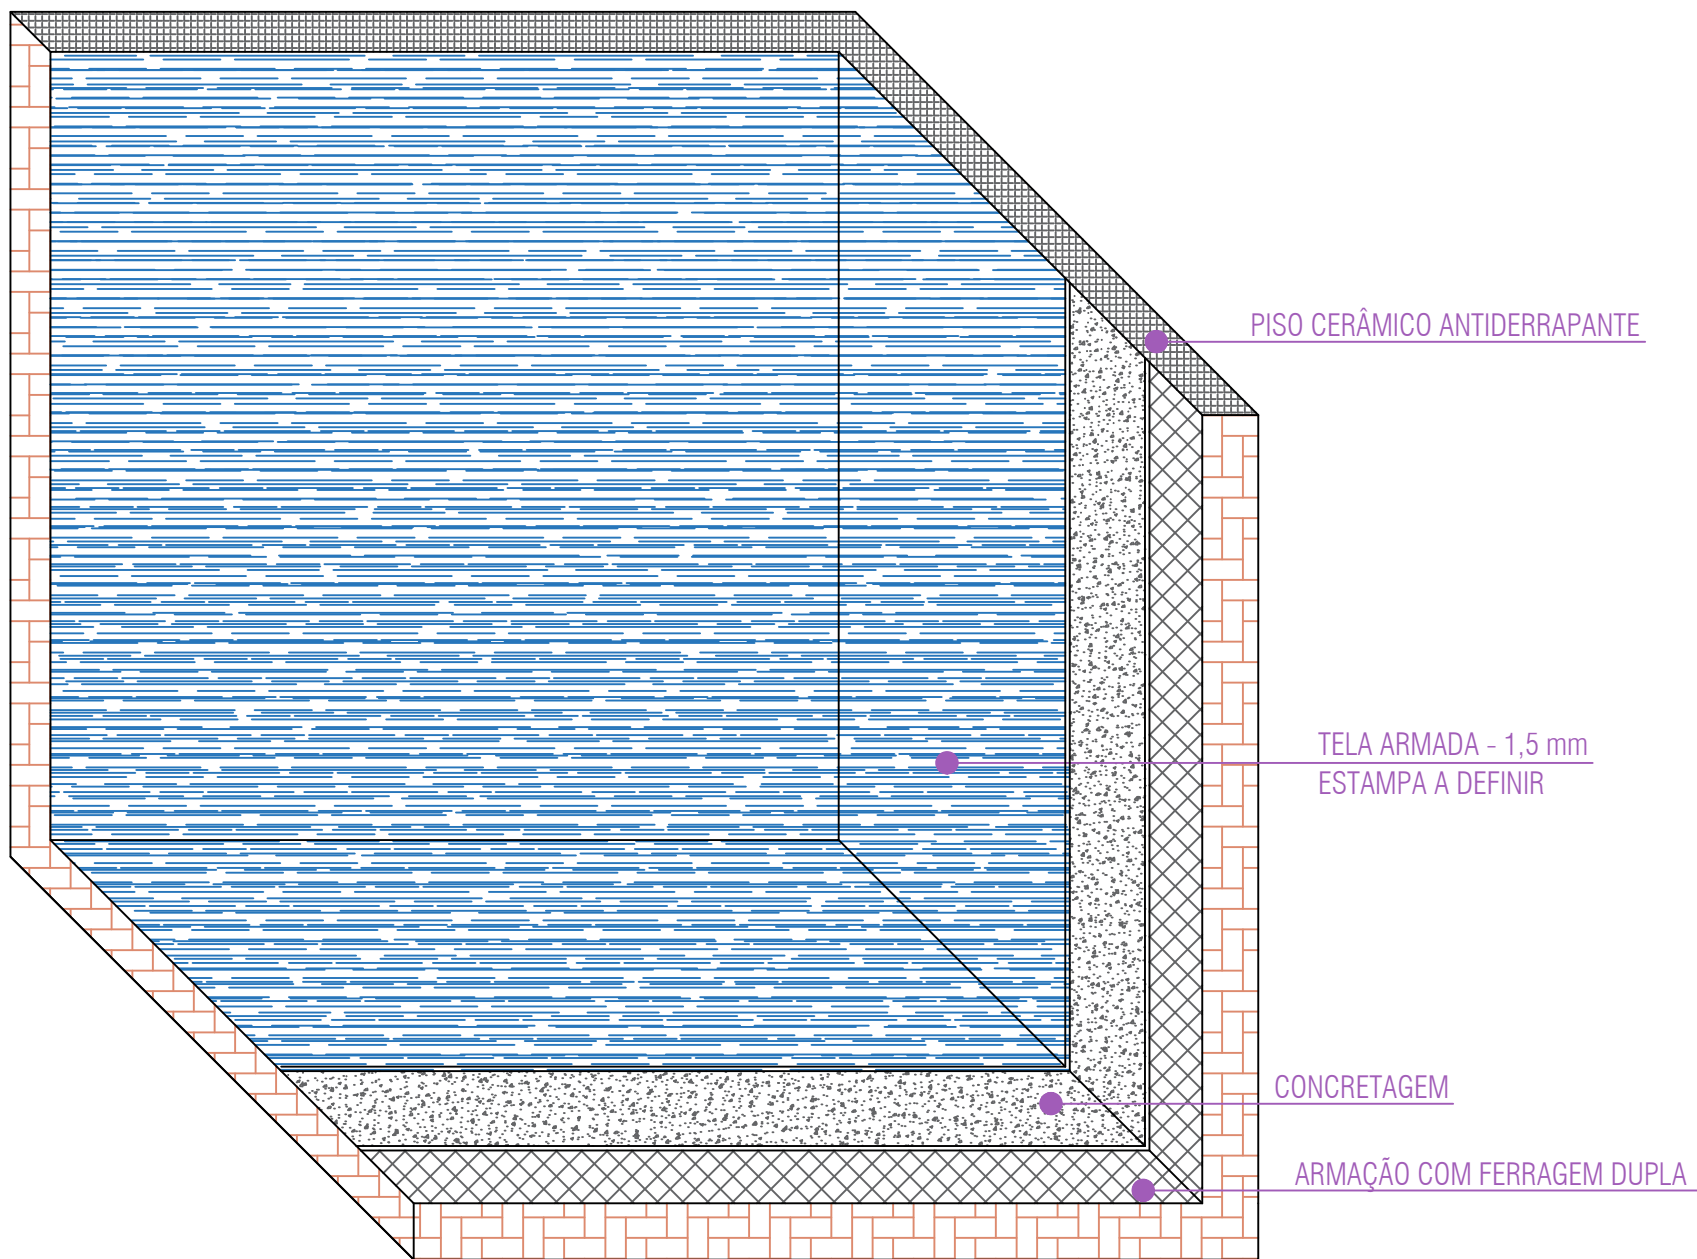 PISO CERÂMICO ANTIDERRAPANTE
TELA ARMADA - 1,5 mm
ESTAMPA A DEFINIR
CONCRETAGEM
ARMAÇÃO COM FERRAGEM DUPLA